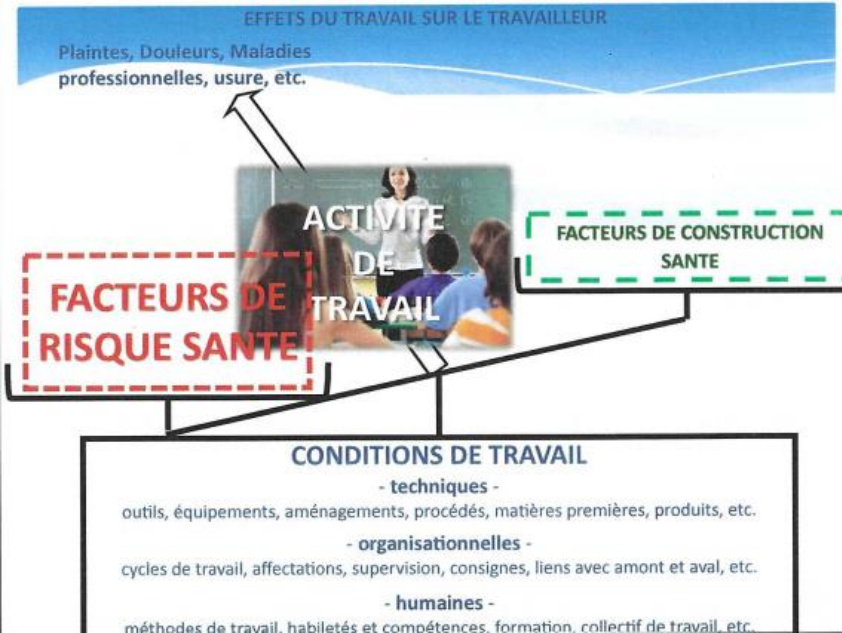 EFFETS DU TRAVAIL SUR LE TRAVAILLEUR
Plaintes, Douleurs, Maladies
professionnelles, usure, etc.
ACTIVITE
DE
TRAVAIL
FACTEURS DE CONSTRUCTION
SANTE
FACTEURS DE
RISQUE SANTE
CONDITIONS DE TRAVAIL
- techniques -
outils, équipements, aménagements, procédés, matières premières, produits, etc.
- organisationnelles -
cycles de travail, affectations, supervision, consignes, liens avec amont et aval, etc.
- humaines -
méthodes de travail, habiletés et compétences, formation, collectif de travail, etc.